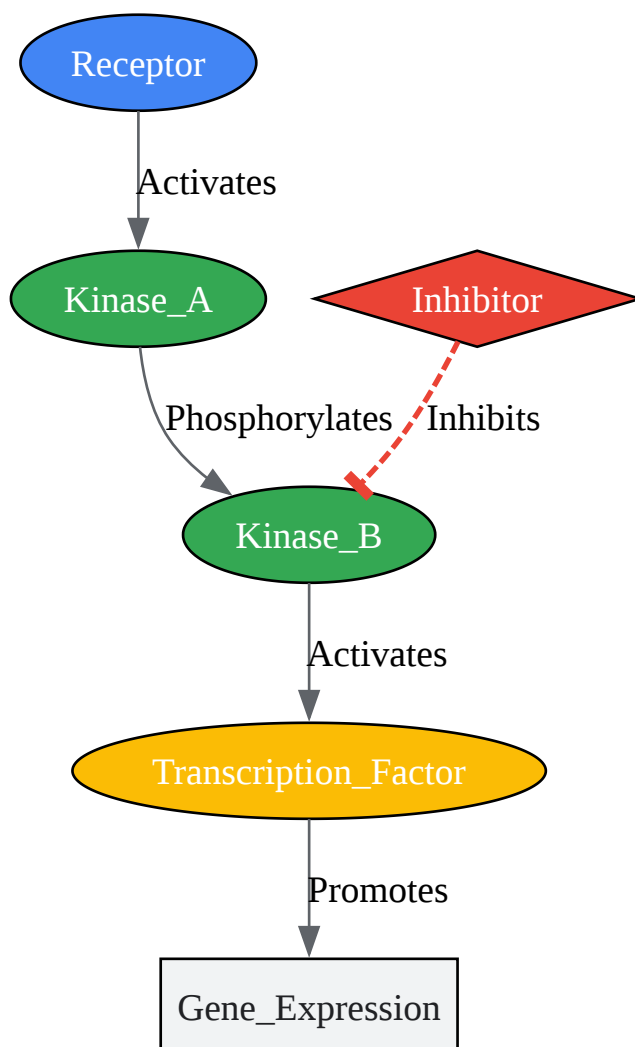 Receptor
Activates
Kinase_A
Inhibitor
Phosphorylates
Inhibits
Kinase_B
Activates
Transcription_Factor
Promotes
Gene_Expression